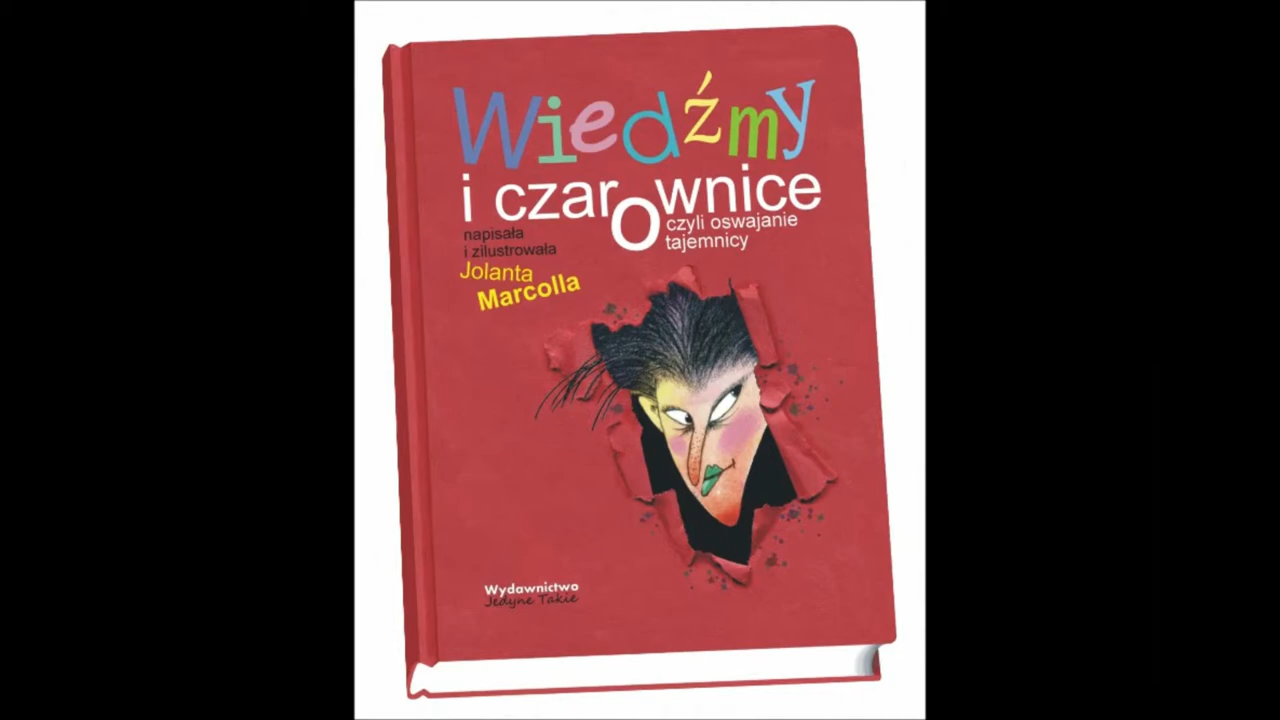 Wiedźmy
i czarownice
czyli oswajanie
tajemnicy
napisała
i zilustrowała
Jolanta
Marcolla
Wydawnictwo
Jedyne Takie